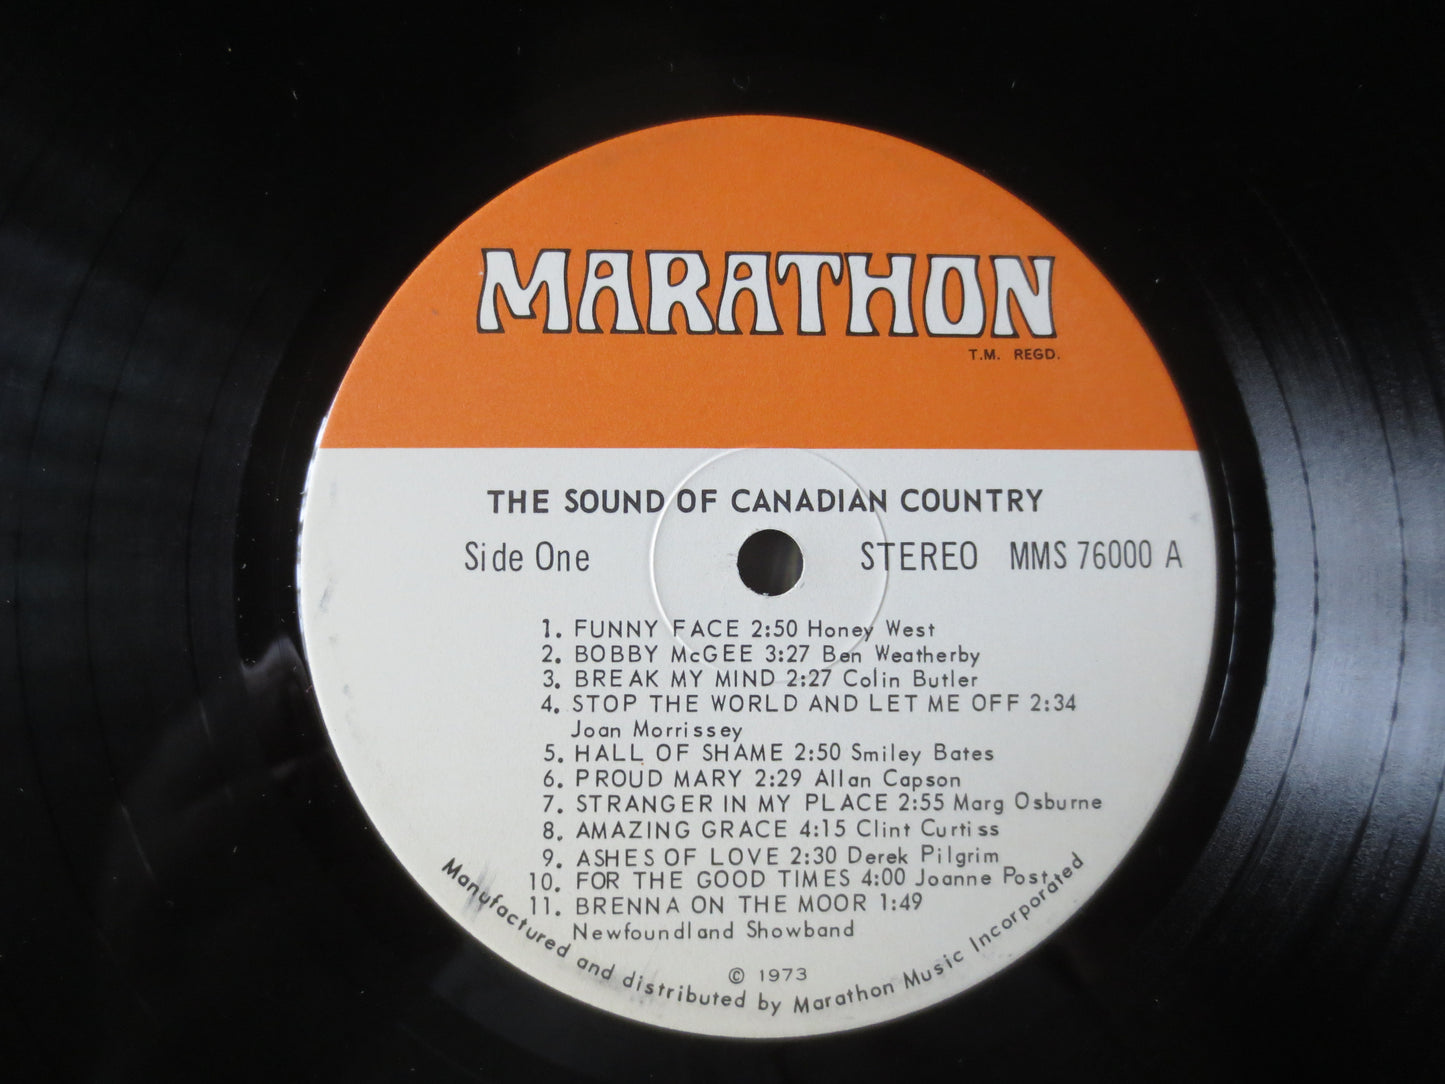 MARATHON
T.M. REGD.
THE SOUND OF CANADIAN COUNTRY
Side One STEREO MMS 76000 A
1. FUNNY FACE 2:50 Honey West
2. BOBBY McGEE 3:27 Ben Weatherby
3. BREAK MY MIND 2:27 Colin Butler
4. STOP THE WORLD AND LET ME OFF 2:34
Joan Morrissey
5. HALL OF SHAME 2:50 Smiley Bates
6. PROUD MARY 2:29 Allan Capson
7. STRANGER IN MY PLACE 2:55 Marg Osburne
8. AMAZING GRACE 4:15 Clint Curtiss
9. ASHES OF LOVE 2:30 Derek Pilgrim
10. FOR THE GOOD TIMES 4:00 Joanne Post
11. BRENNA ON THE MOOR 1:49
Newfoundland Showband
© 1973
Manufactured and distributed by Marathon Music Incorporated